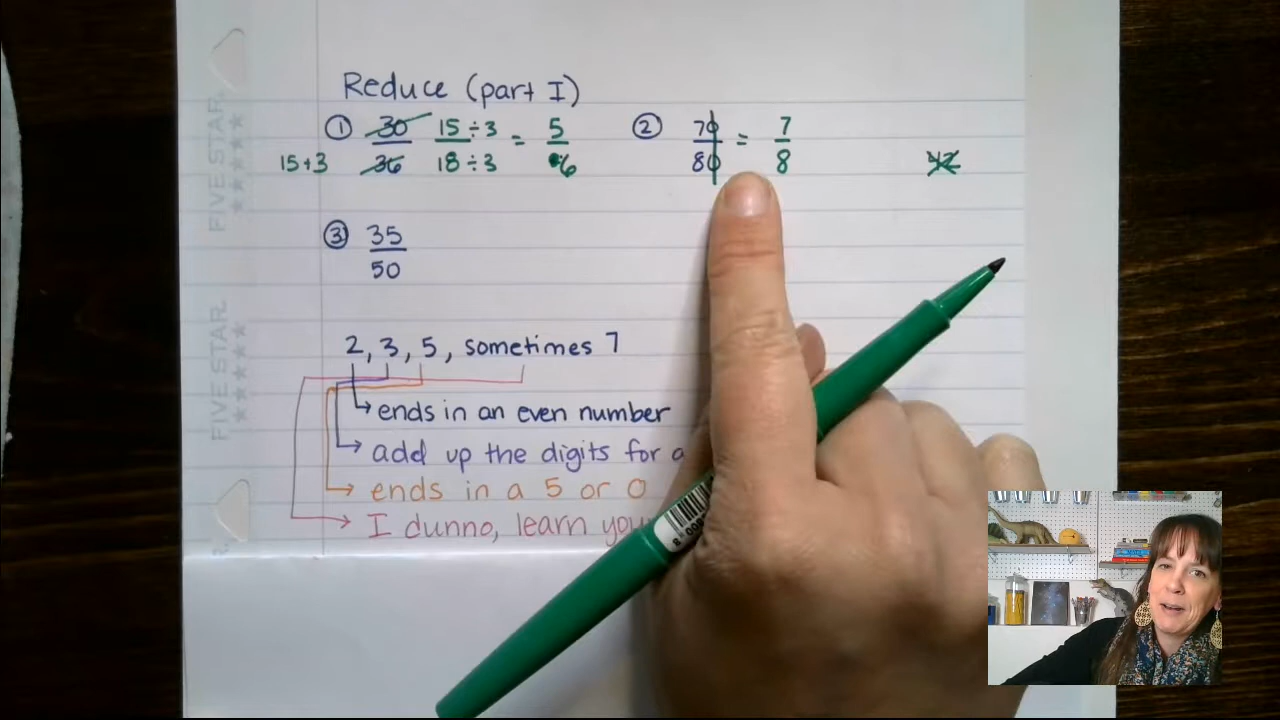 Reduce (part I)
① 30/36 15÷3/18÷3 = 5/6
15+3
② 70/80 = 7/8
42
③ 35/50
2, 3, 5, sometimes 7
ends in an even number
add up the digits for a
ends in a 5 or 0
I dunno, learn you
FIVE STAR
FIVE STAR